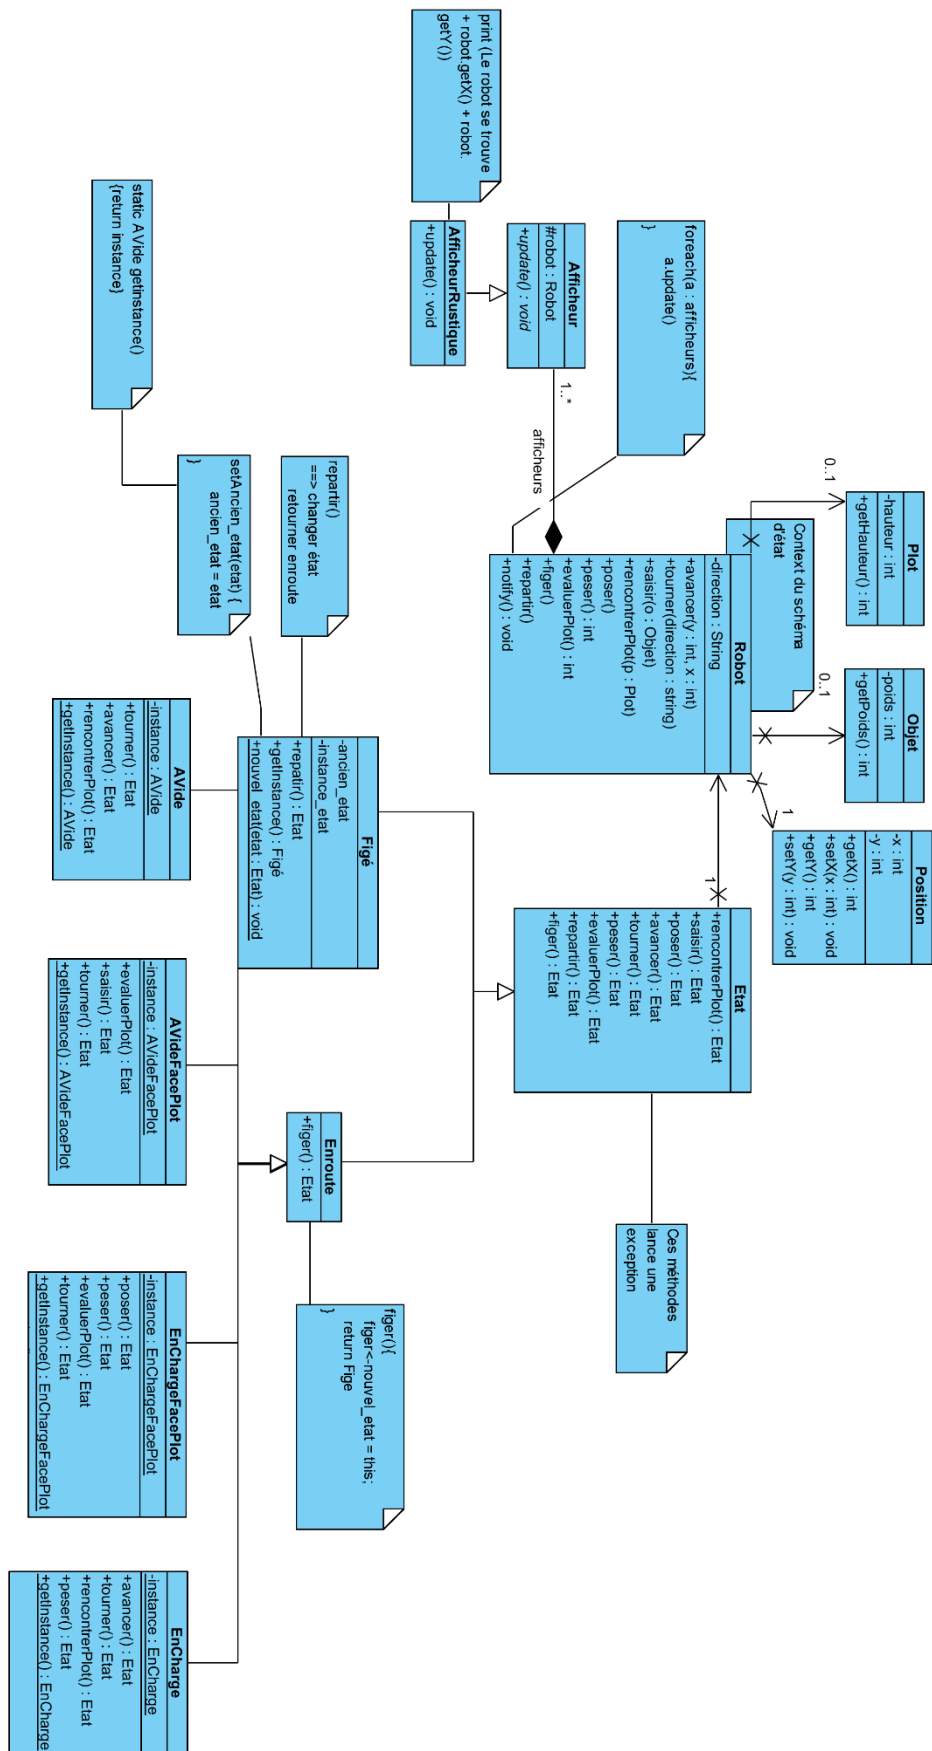 Plot
-hauteur : int
+getHauteur() : int
0..1
Objet
-poids : int
+getPoids() : int
0..1
Position
-x : int
-y : int
+getX() : int
+setX(x : int) : void
+getY() : int
+setY(y : int) : void
1
Context du schéma
d'état
foreach(a : afficheurs){
a.update()
}
Robot
-direction : String
+avancer(y : int, x : int)
+tourner(direction : string)
+saisir(o : Objet)
+rencontrerPlot(p : Plot)
+poser()
+peser() : int
+evaluerPlot() : int
+figer()
+repartir()
+notify() : void
1
Etat
+rencontrerPlot() : Etat
+saisir() : Etat
+poser() : Etat
+avancer() : Etat
+tourner() : Etat
+peser() : Etat
+evaluerPlot() : Etat
+repartir() : Etat
+figer() : Etat
Ces méthodes
lance une
exception
1..*
afficheurs
Afficheur
#robot : Robot
+update() : void
print (Le robot se trouve
+ robot.getX() + robot.
getY())
AfficheurRustique
+update() : void
repartir()
==> changer état
retourner enroute
setAncien_etat(etat) {
ancien_etat = etat
}
static AVide getinstance()
{return instance}
Figé
-ancien_etat
-instance_etat
+repatir() : Etat
+getInstance() : Figé
+nouvel_etat(etat : Etat) : void
Enroute
+figer() : Etat
figer(){
figer<-nouvel_etat = this;
return Fige
}
AVide
-instance : AVide
+tourner() : Etat
+avancer() : Etat
+rencontrerPlot() : Etat
+getInstance() : AVide
AVideFacePlot
-instance : AVideFacePlot
+evaluerPlot() : Etat
+saisir() : Etat
+tourner() : Etat
+getInstance() : AVideFacePlot
EnChargeFacePlot
-instance : EnChargeFacePlot
+poser() : Etat
+peser() : Etat
+evaluerPlot() : Etat
+tourner() : Etat
+getInstance() : EnChargeFacePlot
EnCharge
-instance : EnCharge
+avancer() : Etat
+tourner() : Etat
+rencontrerPlot() : Etat
+peser() : Etat
+getInstance() : EnCharge